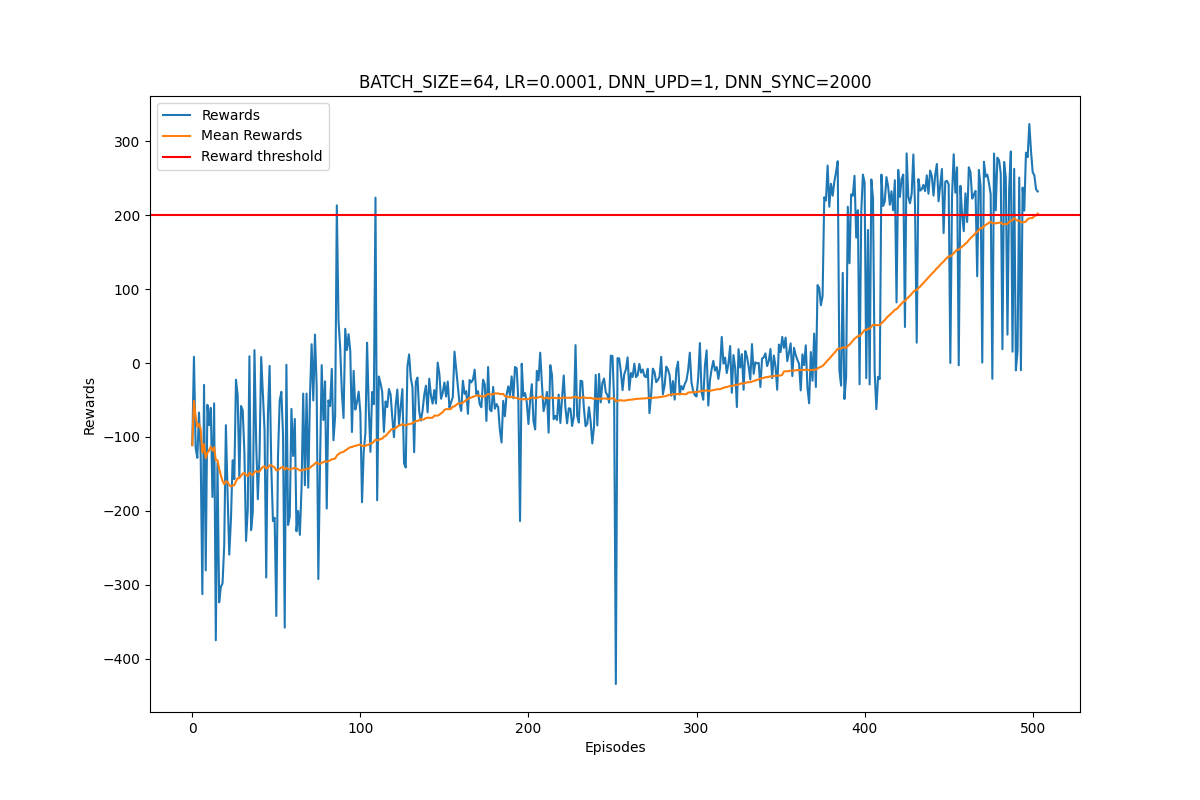 BATCH_SIZE=64, LR=0.0001, DNN_UPD=1, DNN_SYNC=2000
Rewards
Mean Rewards
Reward threshold
300
200
100
0
−100
−200
−300
−400
Rewards
0
100
200
300
400
500
Episodes